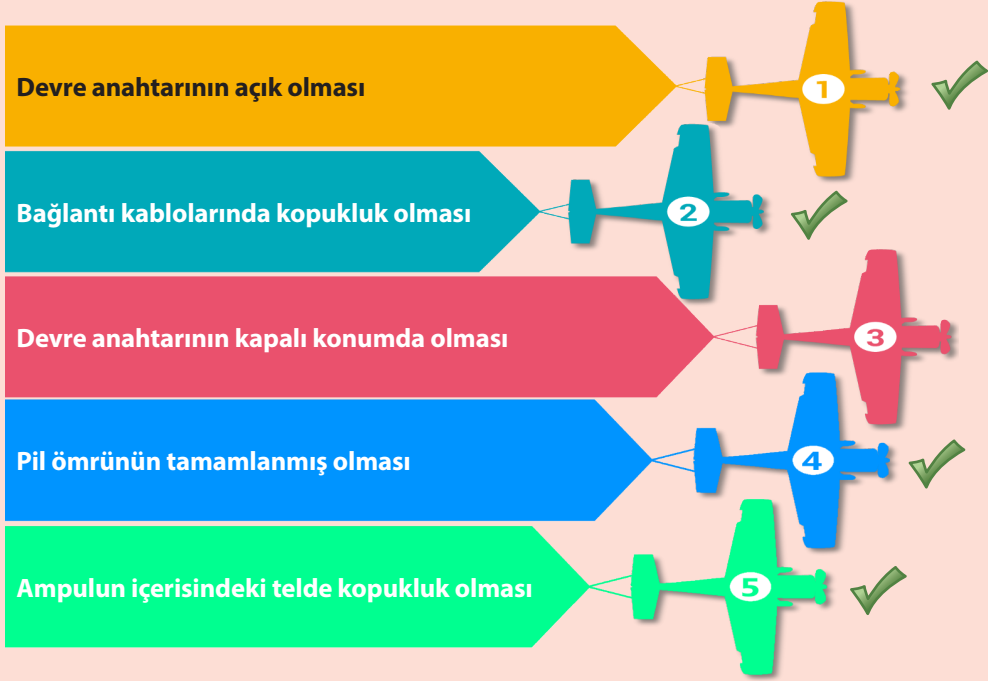 Devre anahtarının açık olması
1
Bağlantı kablolarında kopukluk olması
2
Devre anahtarının kapalı konumda olması
3
Pil ömrünün tamamlanmış olması
4
Ampulun içerisindeki telde kopukluk olması
5